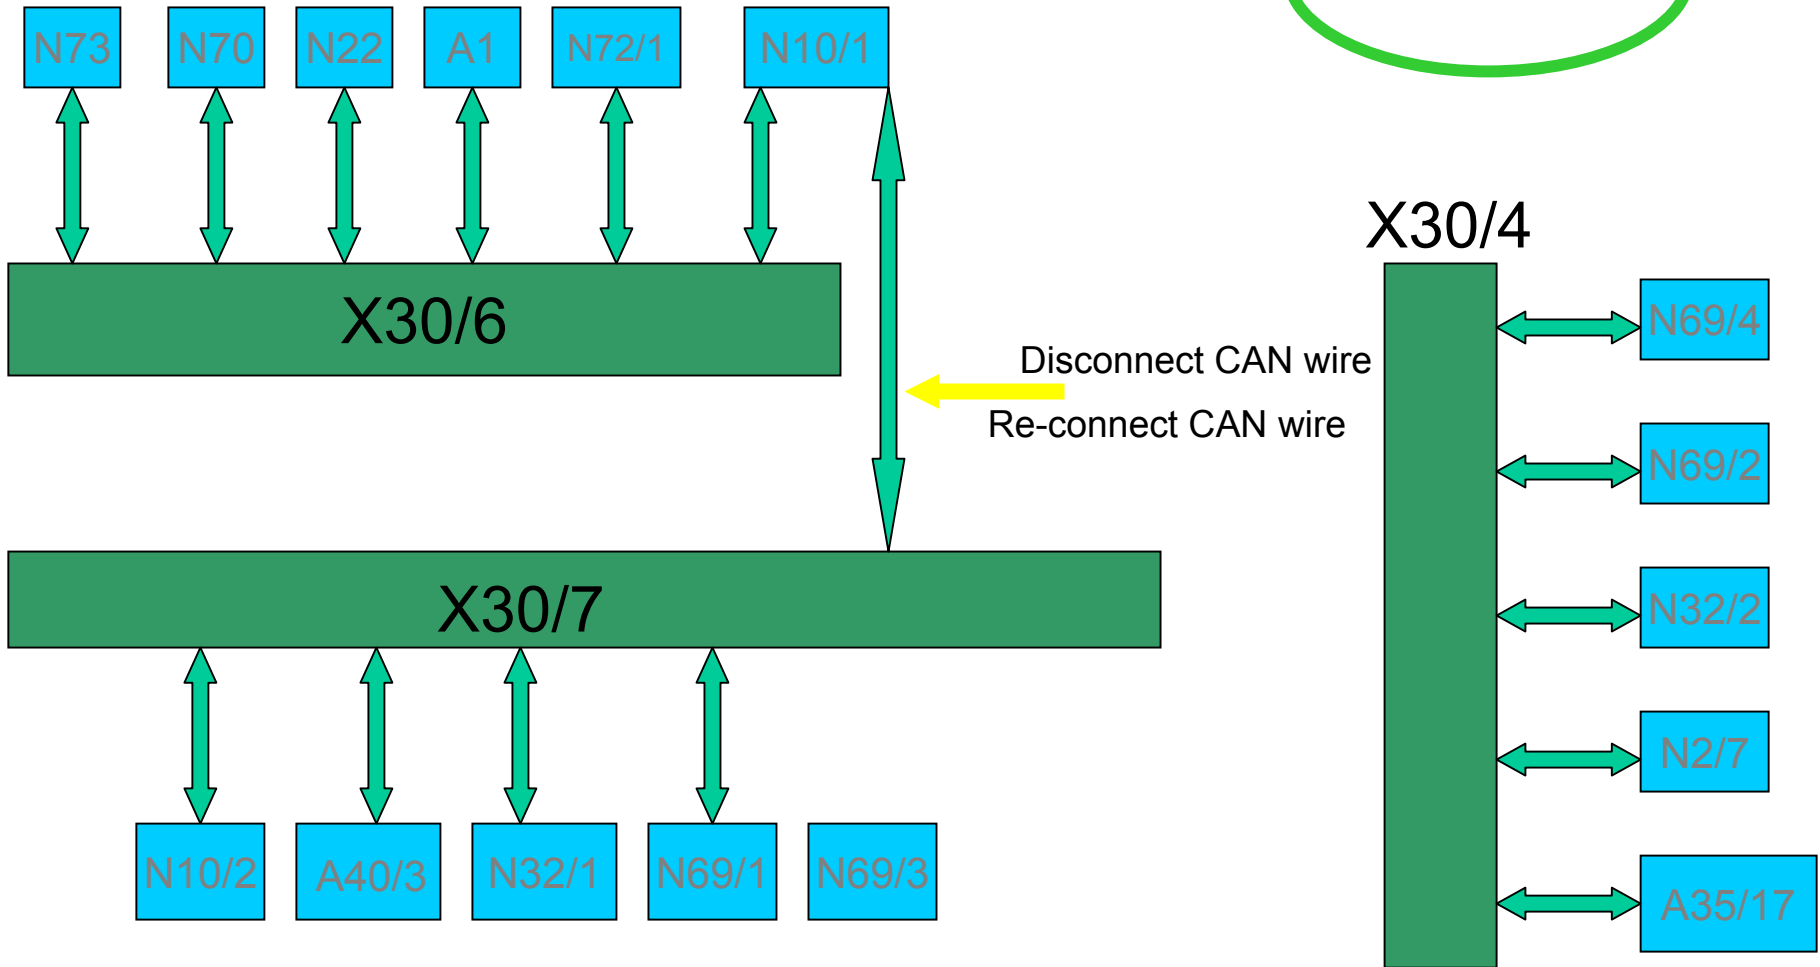 N73 N70 N22 A1 N72/1 N10/1
X30/4
X30/6
N69/4
Disconnect CAN wire
Re-connect CAN wire
N69/2
X30/7
N32/2
N2/7
N10/2 A40/3 N32/1 N69/1 N69/3
A35/17